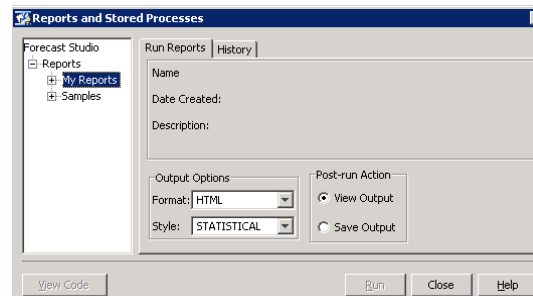 Reports and Stored Processes
Forecast Studio
Reports
My Reports
Samples
Run Reports
History
Name
Date Created:
Description:
Output Options
Format: HTML
Style: STATISTICAL
Post-run Action
View Output
Save Output
View Code
Run
Close
Help